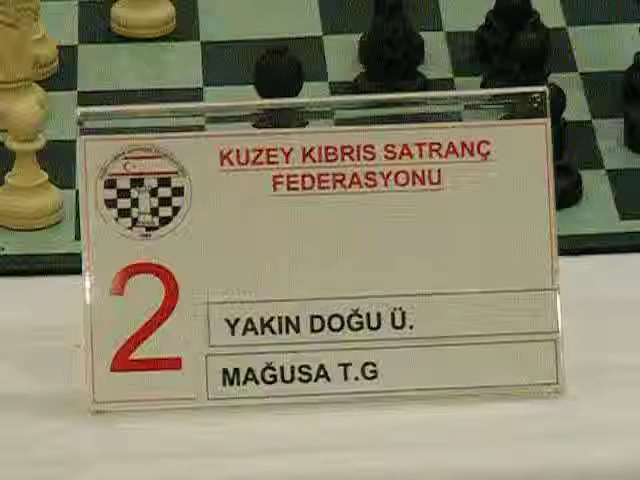 KUZEY KIBRIS SATRANÇ
FEDERASYONU
2
YAKIN DOĞU Ü.
MAĞUSA T.G